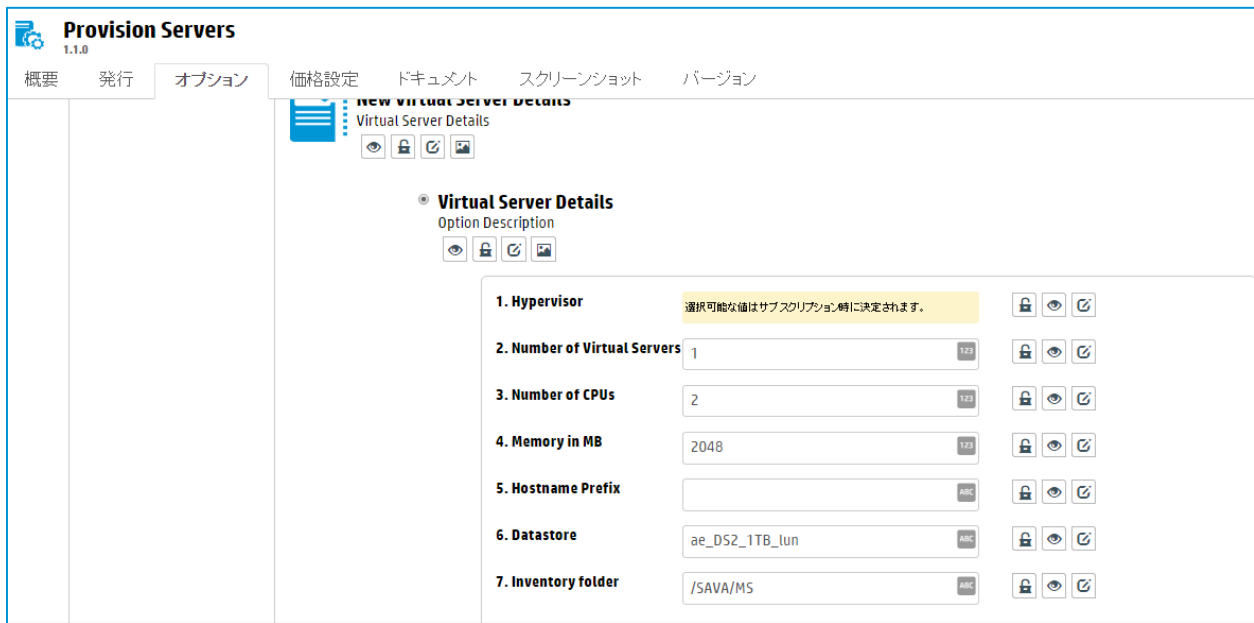 Provision Servers
1.1.0
概要 発行 オプション 価格設定 ドキュメント スクリーンショット バージョン
New Virtual Server Details
Virtual Server Details
Virtual Server Details
Option Description
1. Hypervisor 選択可能な値はサブスクリプション時に決定されます。
2. Number of Virtual Servers 1 123
3. Number of CPUs 2 123
4. Memory in MB 2048 123
5. Hostname Prefix ABC
6. Datastore ae_DS2_1TB_lun ABC
7. Inventory folder /SAVA/MS ABC